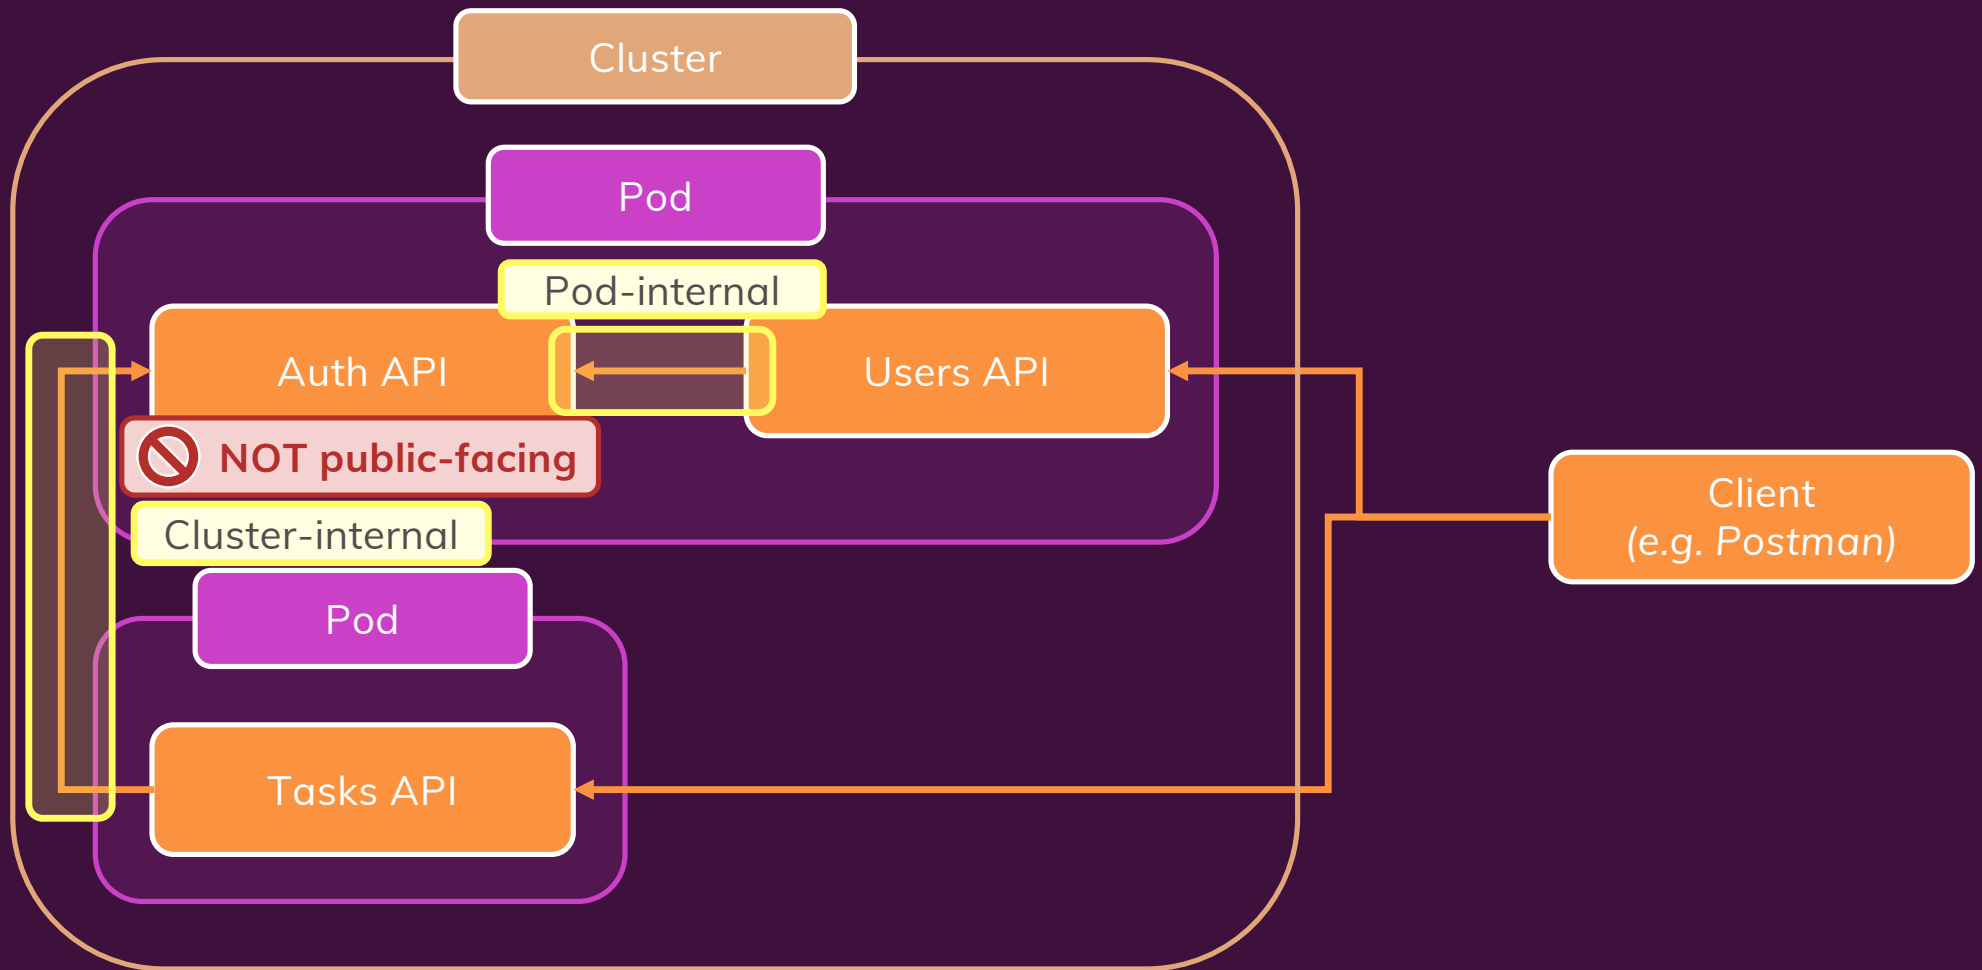 Cluster
Pod
Pod-internal
Auth API
Users API
NOT public-facing
Cluster-internal
Client
(e.g. Postman)
Pod
Tasks API